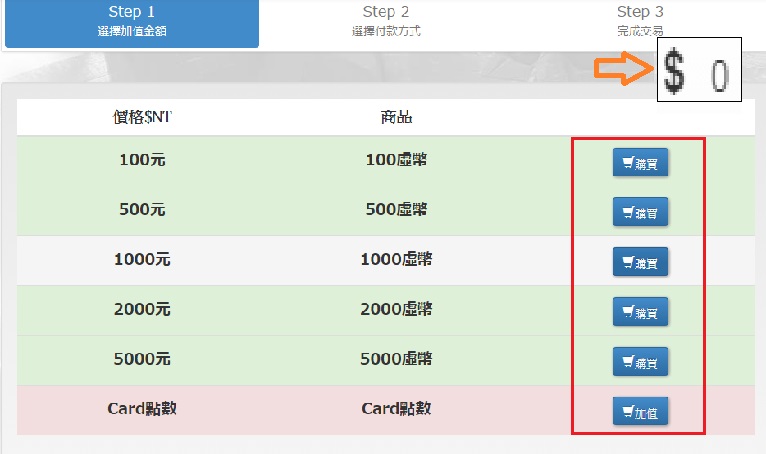 Step 1
選擇加值金額
Step 2
選擇付款方式
Step 3
完成交易
$ 0
價格$NT
商品
100元
100虛幣
購買
500元
500虛幣
購買
1000元
1000虛幣
購買
2000元
2000虛幣
購買
5000元
5000虛幣
購買
Card點數
Card點數
加值